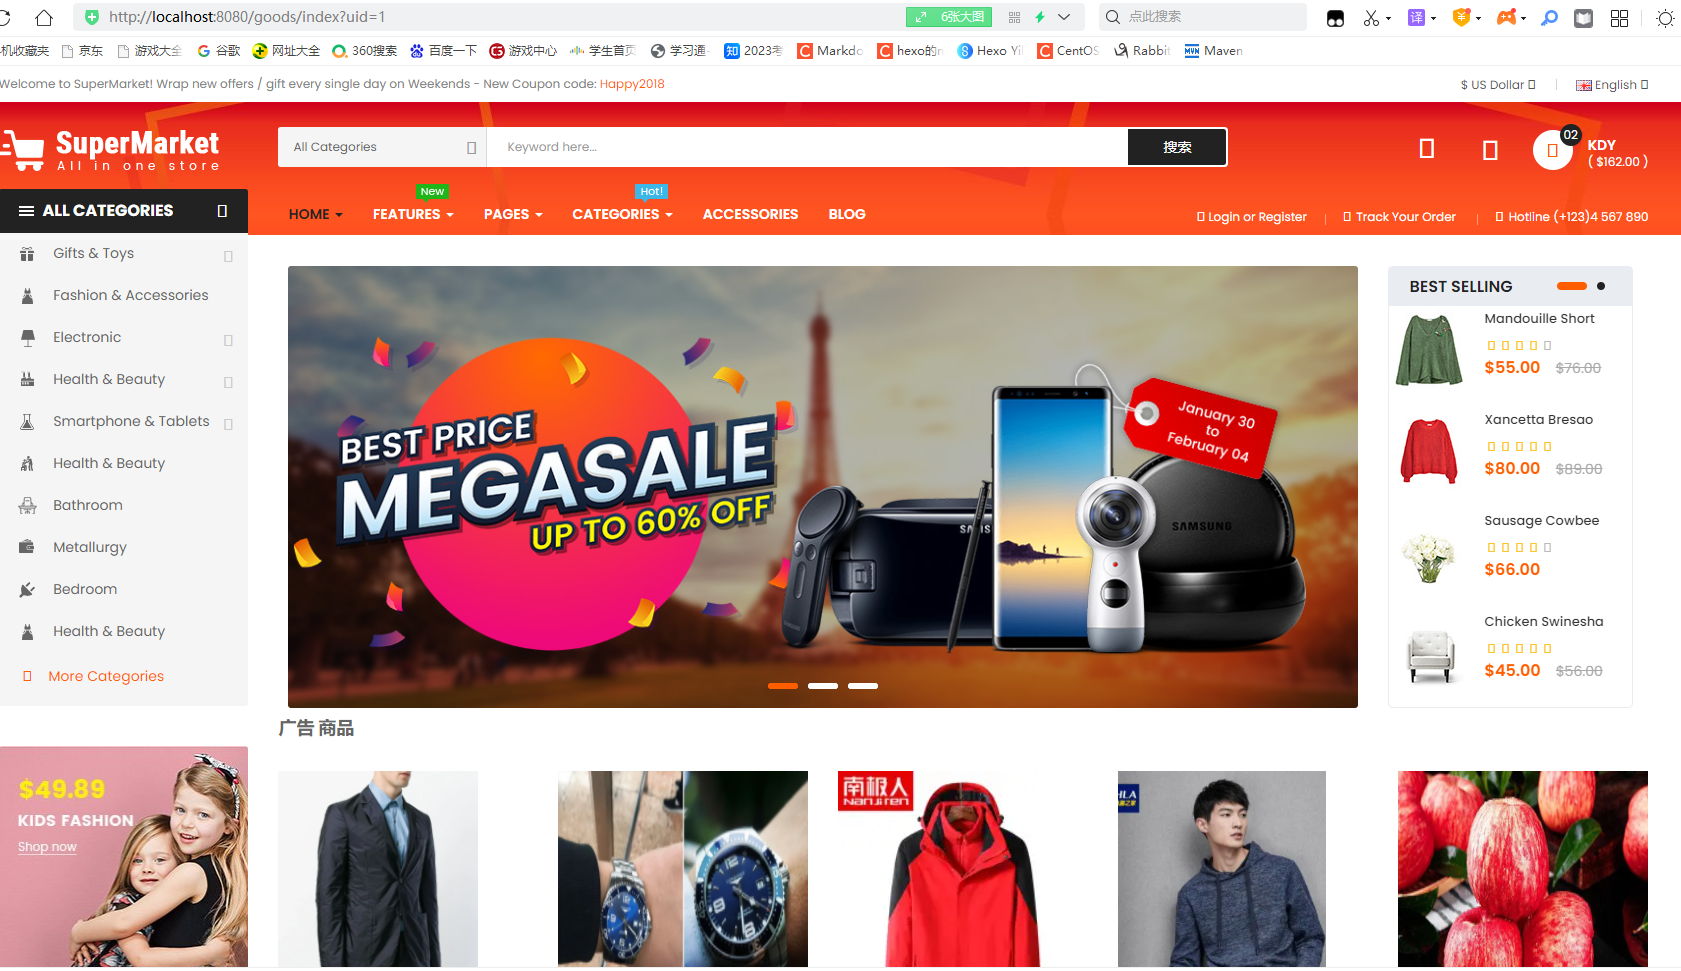 http://localhost:8080/goods/index?uid=1
6张大图
点此搜索
译
机收藏夹 京东 游戏大全 谷歌 网址大全 360搜索 百度一下 游戏中心 学生首页 学习通 知 2023考 Markdo hexo的n Hexo Yi CentOS Rabbit Maven
Welcome to SuperMarket! Wrap new offers / gift every single day on Weekends - New Coupon code: Happy2018
$ US Dollar English
SuperMarket
All in one store
All Categories Keyword here... 搜索
02
KDY
( $162.00 )
New Hot!
ALL CATEGORIES
HOME FEATURES PAGES CATEGORIES ACCESSORIES BLOG
Login or Register Track Your Order Hotline (+123)4 567 890
Gifts & Toys
Fashion & Accessories
Electronic
Health & Beauty
Smartphone & Tablets
Health & Beauty
Bathroom
Metallurgy
Bedroom
Health & Beauty
More Categories
BEST PRICE
MEGASALE
UP TO 60% OFF
January 30
to
February 04
SAMSUNG
BEST SELLING
Mandouille Short
$55.00 $76.00
Xancetta Bresao
$80.00 $89.00
Sausage Cowbee
$66.00
Chicken Swinesha
$45.00 $56.00
广告 商品
$49.89
KIDS FASHION
Shop now
南极人
Nanjiren
HLA